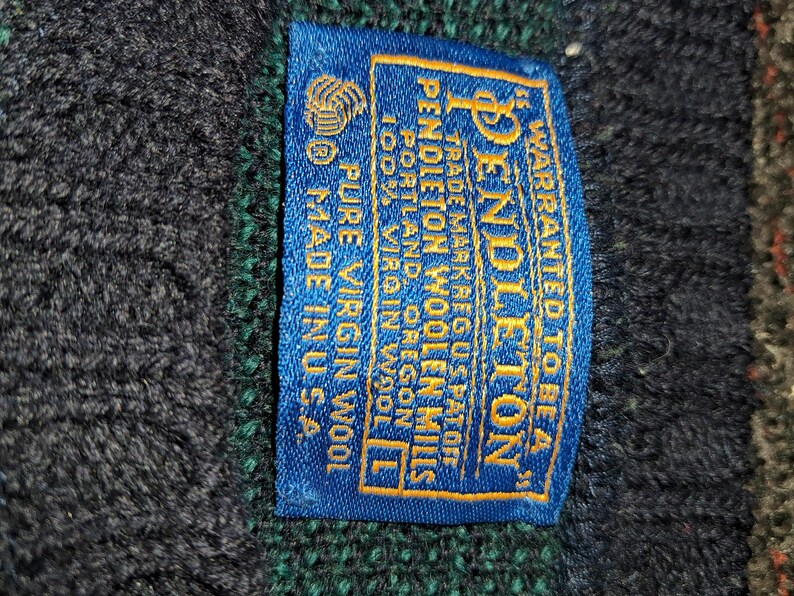 WARRANTED TO BE A
"PENDLETON"
TRADE MARK REG U S PAT OFF
PENDLETON WOOLEN MILLS
PORTLAND OREGON
100% VIRGIN WOOL L
PURE VIRGIN WOOL
® MADE IN U.S.A.